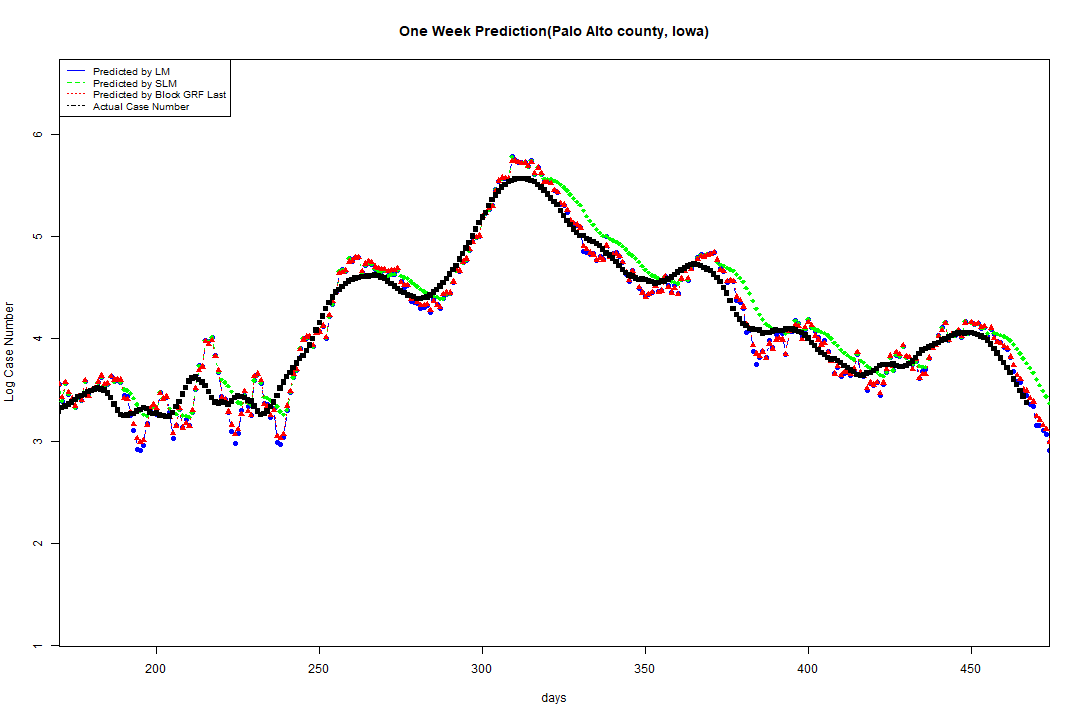 One Week Prediction(Palo Alto county, Iowa)
Predicted by LM
Predicted by SLM
Predicted by Block GRF Last
Actual Case Number
6
5
4
3
2
1
Log Case Number
200 250 300 350 400 450
days